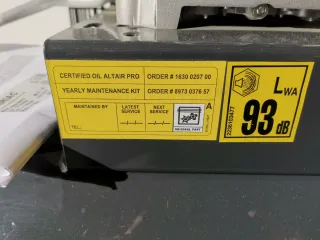 CERTIFIED OIL ALTAIR PRO ORDER # 1630 0207 00
YEARLY MAINTENANCE KIT ORDER # 8973 0376 57
MAINTAINED BY
LATEST SERVICE
NEXT SERVICE
A
TEL...
LWA
93 dB